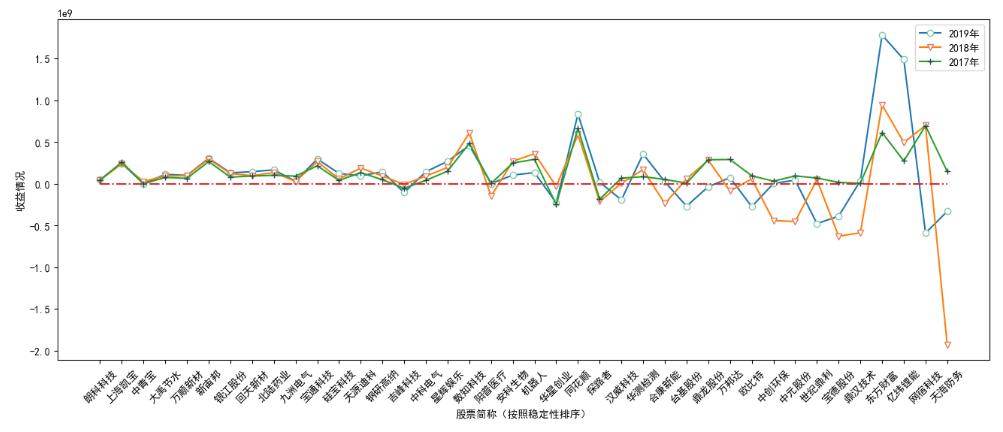 1e9
2019年
2018年
2017年
1.5
1.0
0.5
0.0
-0.5
-1.0
-1.5
-2.0
收益情况
朗科科技
上海凯宝
中青宝
大禹节水
万顺新材
新宙邦
银江股份
回天新材
北陆药业
九洲电气
宝通科技
硅宝科技
天源迪科
钢研高纳
吉峰科技
中科电气
星辉娱乐
数知科技
阳普医疗
安科生物
机器人
华星创业
同花顺
探路者
汉威科技
华测检测
合康新能
台基股份
鼎龙股份
万邦达
欧比特
中创环保
中元股份
世纪鼎利
宝德股份
鼎汉技术
东方财富
亿纬锂能
网宿科技
天海防务
股票简称（按照稳定性排序）